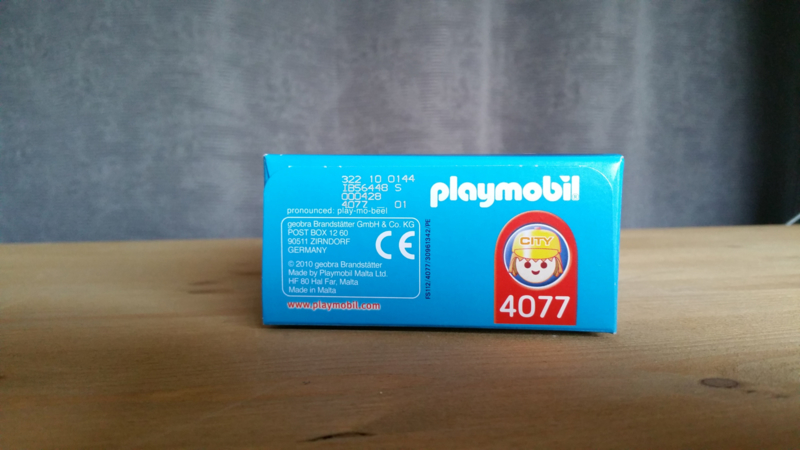 322 10 0144
IB56448 S
000428
4077 01
pronounced: play-mo-beel
geobra Brandstätter GmbH & Co. KG
POST BOX 12 60
90511 ZIRNDORF
GERMANY
CE
© 2010 geobra Brandstätter
Made by Playmobil Malta Ltd.
HF 80 Hal Far, Malta
Made in Malta
www.playmobil.com
playmobil
CITY
4077